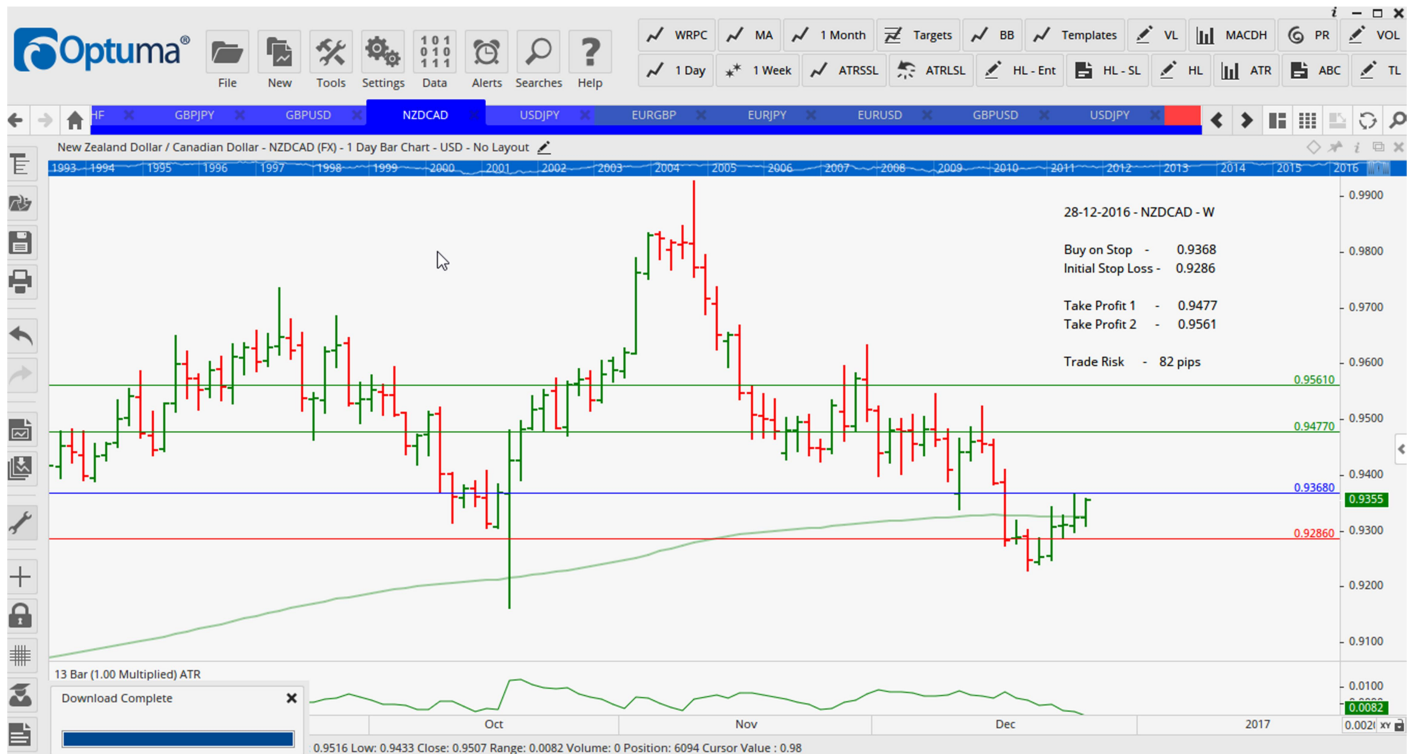 Optuma®
File
New
Tools
Settings
Data
Alerts
Searches
Help
WRPC
MA
1 Month
Targets
BB
Templates
VL
MACDH
PR
VOL
1 Day
1 Week
ATRSSL
ATRLSL
HL - Ent
HL - SL
HL
ATR
ABC
TL
HF
GBPJPY
GBPUSD
NZDCAD
USDJPY
EURGBP
EURJPY
EURUSD
GBPUSD
USDJPY
New Zealand Dollar / Canadian Dollar - NZDCAD (FX) - 1 Day Bar Chart - USD - No Layout
1993 1994 1995 1996 1997 1998 1999 2000 2001 2002 2003 2004 2005 2006 2007 2008 2009 2010 2011 2012 2013 2014 2015 2016
0.9900
0.9800
0.9700
0.9600
0.9500
0.9400
0.9355
0.9300
0.9200
0.9100
28-12-2016 - NZDCAD - W
Buy on Stop - 0.9368
Initial Stop Loss - 0.9286
Take Profit 1 - 0.9477
Take Profit 2 - 0.9561
Trade Risk - 82 pips
0.95610
0.94770
0.93680
0.92860
13 Bar (1.00 Multiplied) ATR
0.0100
0.0082
Download Complete
Oct
Nov
Dec
2017
XY
0.9516 Low: 0.9433 Close: 0.9507 Range: 0.0082 Volume: 0 Position: 6094 Cursor Value : 0.98